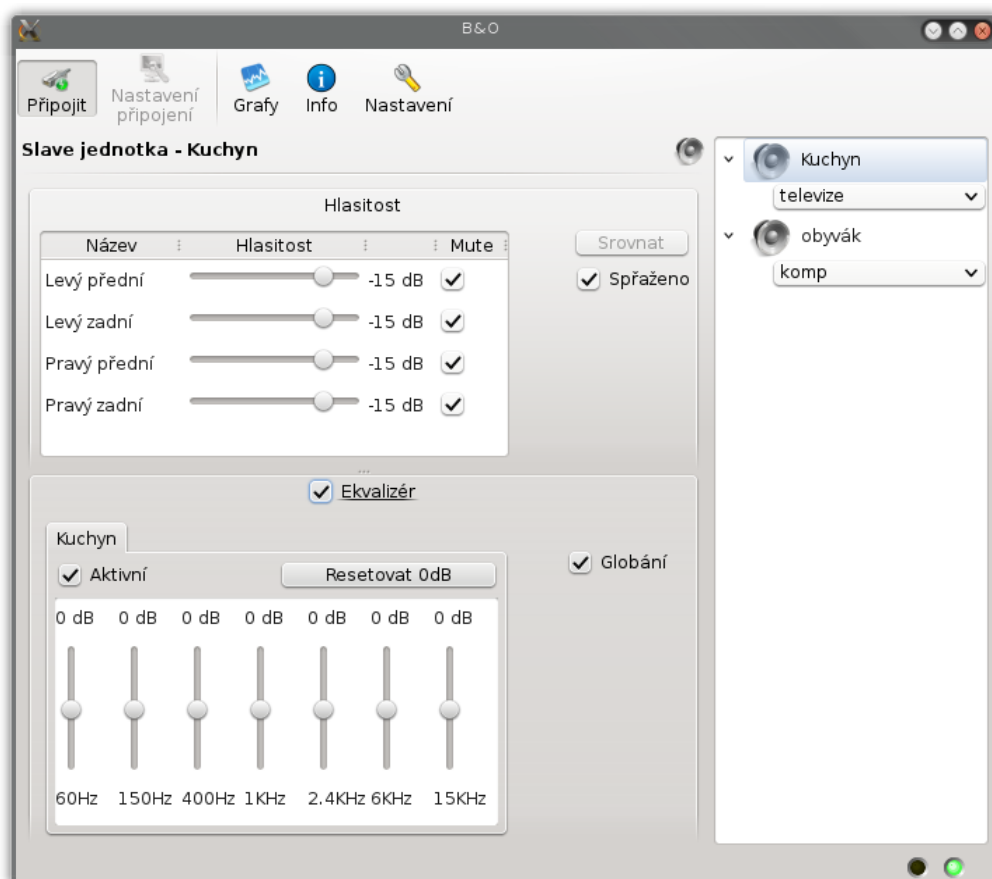 B&O
Připojit
Nastavení
připojení
Grafy
Info
Nastavení
Slave jednotka - Kuchyn
Hlasitost
Název Hlasitost Mute
Levý přední -15 dB
Levý zadní -15 dB
Pravý přední -15 dB
Pravý zadní -15 dB
Srovnat
Spřaženo
Ekvalizér
Kuchyn
Aktivní
Resetovat 0dB
0 dB 0 dB 0 dB 0 dB 0 dB 0 dB 0 dB
60Hz 150Hz 400Hz 1KHz 2.4KHz 6KHz 15KHz
Globání
Kuchyn
televize
obyvák
komp